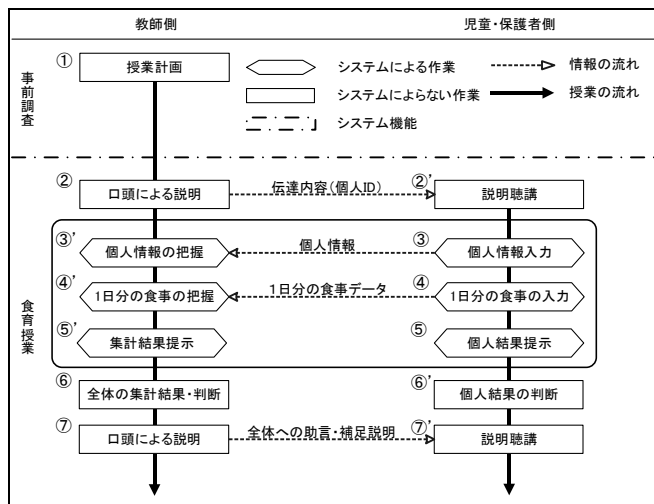 教師側
児童・保護者側
事前調査
①
授業計画
システムによる作業
情報の流れ
システムによらない作業
授業の流れ
システム機能
食育授業
②
口頭による説明
伝達内容(個人ID)
②'
説明聴講
③'
個人情報の把握
個人情報
③
個人情報入力
④'
1日分の食事の把握
1日分の食事データ
④
1日分の食事の入力
⑤'
集計結果提示
⑤
個人結果提示
⑥
全体の集計結果・判断
⑥'
個人結果の判断
⑦
口頭による説明
全体への助言・補足説明
⑦'
説明聴講